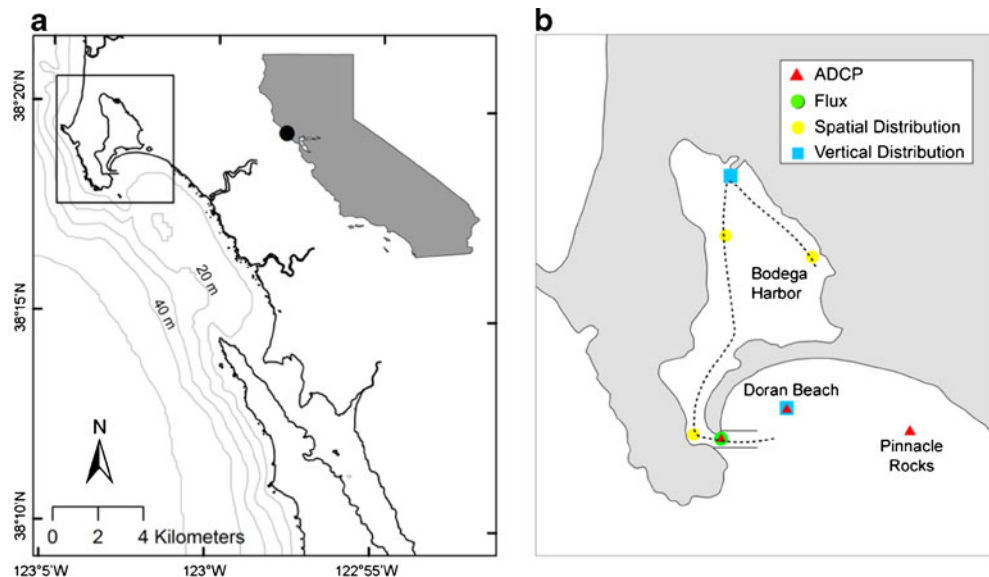 a
38°20'N
38°15'N
38°10'N
20 m
40 m
N
0 2 4 Kilometers
123°5'W
123°W
122°55'W
b
ADCP
Flux
Spatial Distribution
Vertical Distribution
Bodega
Harbor
Doran Beach
Pinnacle
Rocks